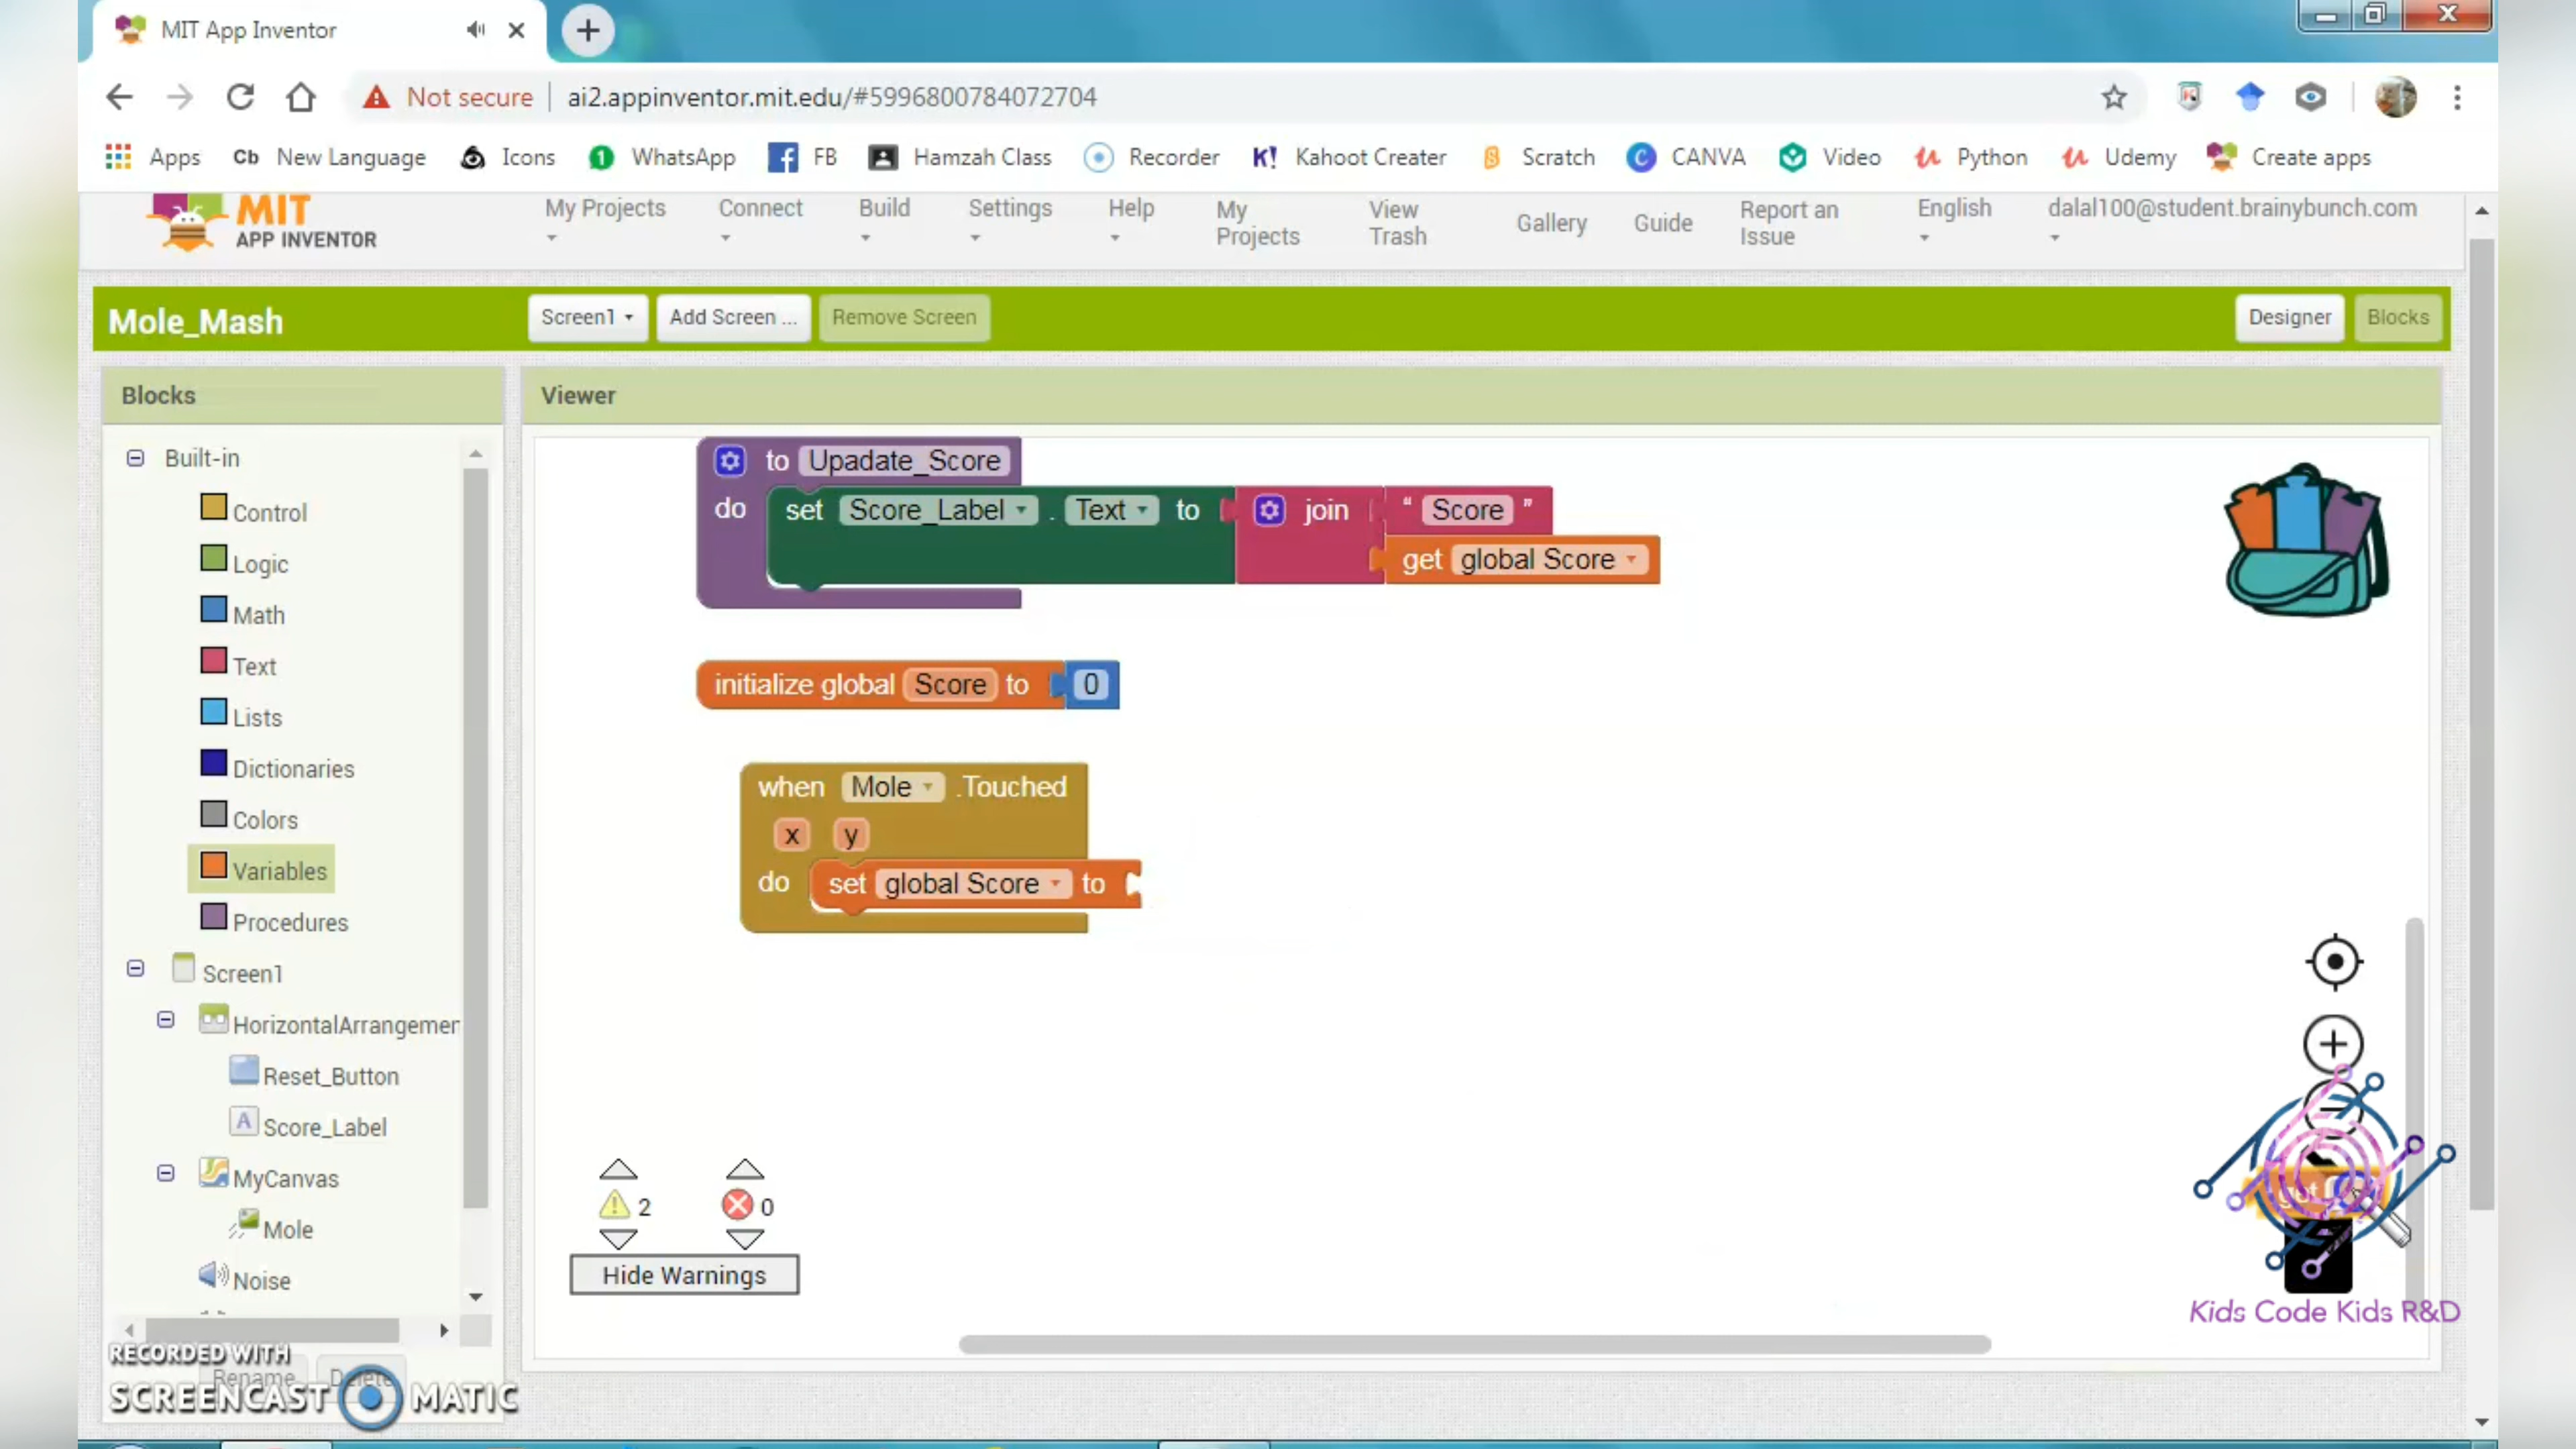 MIT App Inventor
Not secure | ai2.appinventor.mit.edu/#5996800784072704
Apps Cb New Language Icons 1 WhatsApp FB Hamzah Class Recorder K! Kahoot Creater Scratch CANVA Video Python Udemy Create apps
MIT APP INVENTOR
My Projects Connect Build Settings Help My Projects View Trash Gallery Guide Report an Issue English dalal100@student.brainybunch.com
Mole_Mash Screen1 Add Screen ... Remove Screen Designer Blocks
Blocks
Viewer
Built-in
Control
Logic
Math
Text
Lists
Dictionaries
Colors
Variables
Procedures
Screen1
HorizontalArrangemer
Reset_Button
A Score_Label
MyCanvas
Mole
Noise
Rename Delete
to Upadate_Score
do set Score_Label . Text to join " Score "
get global Score
initialize global Score to 0
when Mole .Touched
x y
do set global Score to
2 0
Hide Warnings
Kids Code Kids R&D
RECORDED WITH
SCREENCAST MATIC